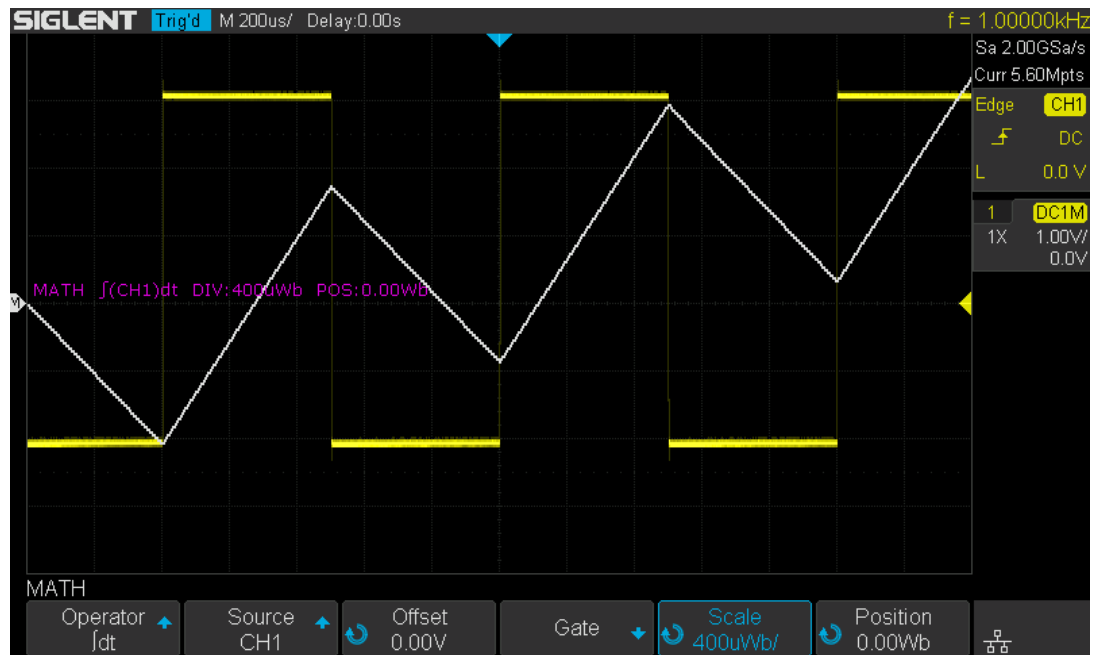 SIGLENT Trig'd M 200us/ Delay:0.00s f = 1.00000kHz
Sa 2.00GSa/s
Curr 5.60Mpts
Edge CH1
DC
L 0.0 V
1 DC1M
1X 1.00V/
0.0V
M
MATH ∫(CH1)dt DIV:400uWb POS:0.00Wb
MATH
Operator
∫dt
Source
CH1
Offset
0.00V
Gate
Scale
400uWb/
Position
0.00Wb